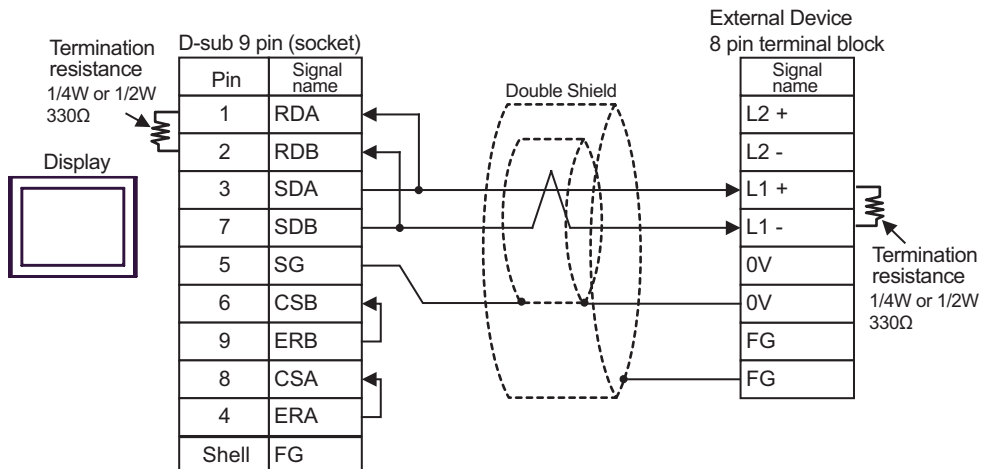 External Device
8 pin terminal block
D-sub 9 pin (socket)
Termination
resistance
1/4W or 1/2W
330Ω
Display
Pin
Signal
name
1
RDA
2
RDB
3
SDA
7
SDB
5
SG
6
CSB
9
ERB
8
CSA
4
ERA
Shell
FG
Double Shield
Signal
name
L2 +
L2 -
L1 +
L1 -
0V
0V
FG
FG
Termination
resistance
1/4W or 1/2W
330Ω